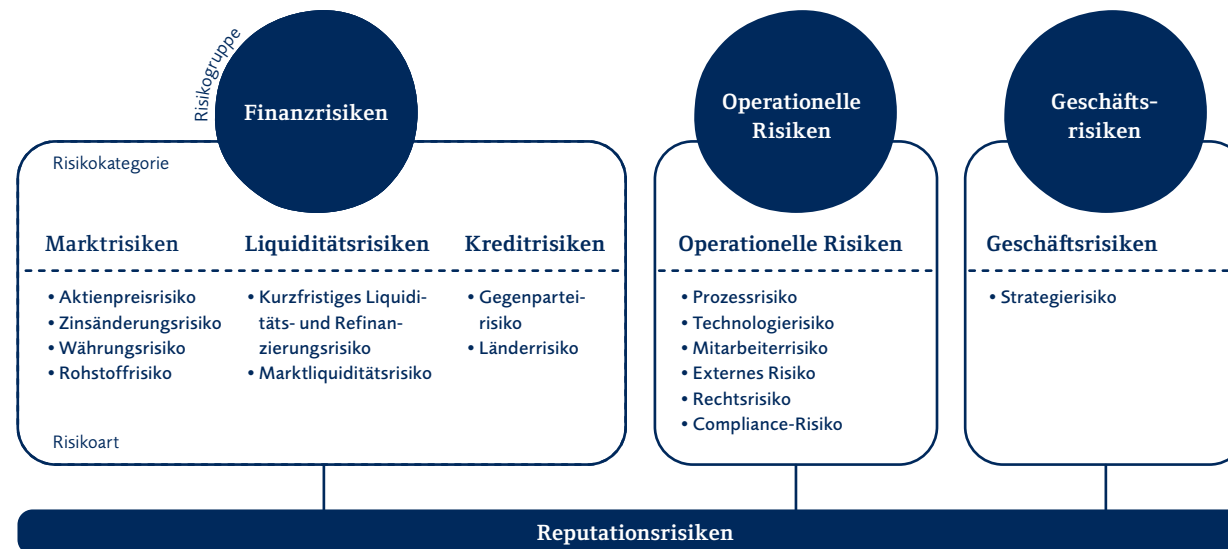 Risikogruppe
Finanzrisiken
Operationelle
Risiken
Geschäfts-
risiken
Risikokategorie
Marktrisiken
• Aktienpreisrisiko
• Zinsänderungsrisiko
• Währungsrisiko
• Rohstoffrisiko
Liquiditätsrisiken
• Kurzfristiges Liquidi-
täts- und Refinan-
zierungsrisiko
• Marktliquiditätsrisiko
Kreditrisiken
• Gegenpartei-
risiko
• Länderrisiko
Risikoart
Operationelle Risiken
• Prozessrisiko
• Technologierisiko
• Mitarbeiterrisiko
• Externes Risiko
• Rechtsrisiko
• Compliance-Risiko
Geschäftsrisiken
• Strategierisiko
Reputationsrisiken